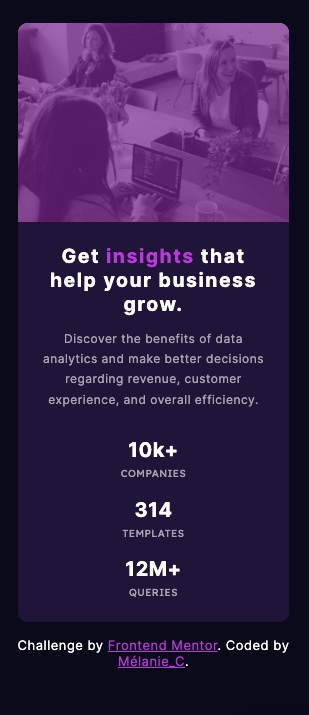 Get insights that
help your business
grow.
Discover the benefits of data
analytics and make better decisions
regarding revenue, customer
experience, and overall efficiency.
10k+
COMPANIES
314
TEMPLATES
12M+
QUERIES
Challenge by Frontend Mentor. Coded by
Mélanie_C.